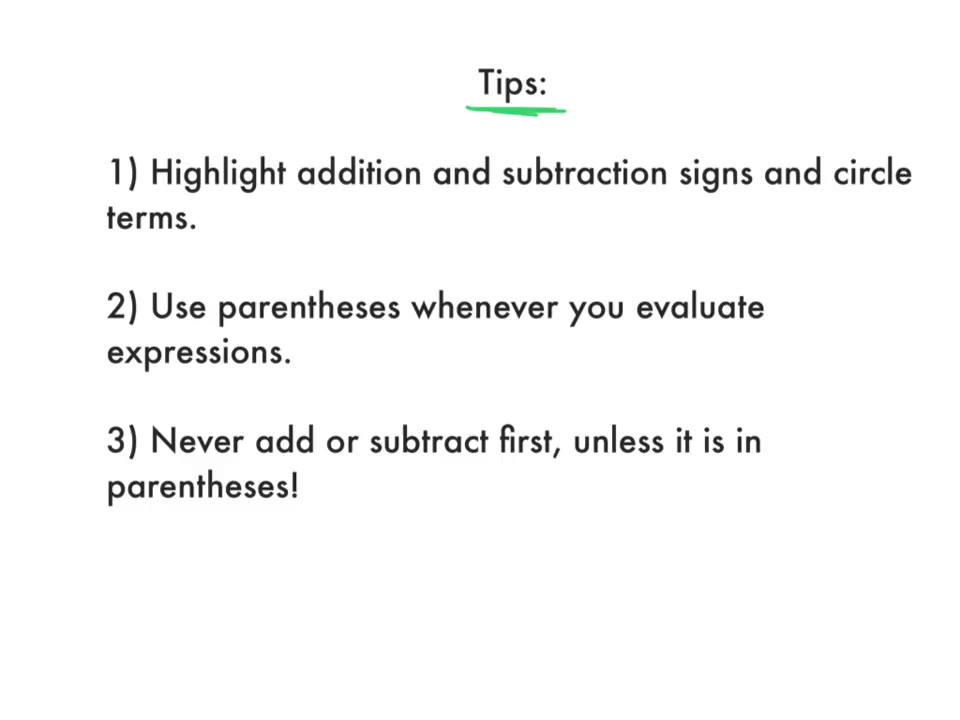 Tips:
1) Highlight addition and subtraction signs and circle
terms.
2) Use parentheses whenever you evaluate
expressions.
3) Never add or subtract first, unless it is in
parentheses!